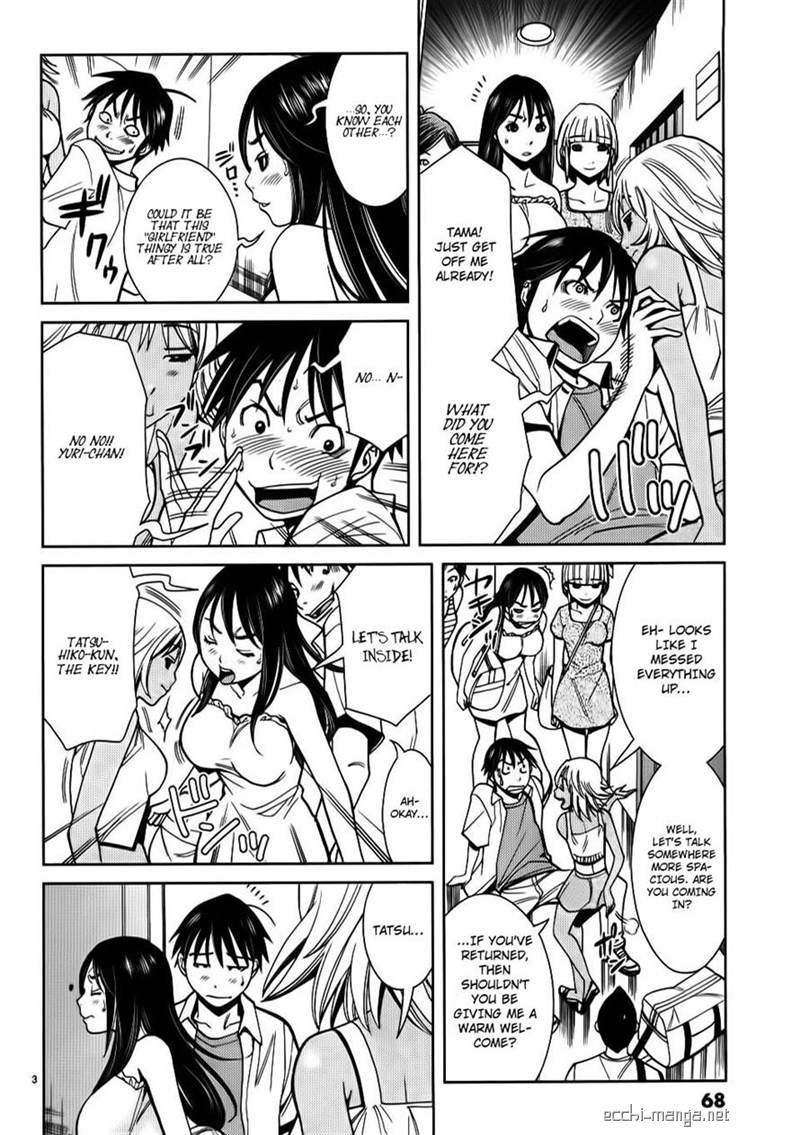 TAMA!
JUST GET
OFF ME
ALREADY!
WHAT
DID YOU
COME
HERE
FOR!?
...SO, YOU
KNOW EACH
OTHER...?
COULD IT BE
THAT THIS
"GIRLFRIEND"
THINGY IS TRUE
AFTER ALL?
ギクゥ
NO... N-
NO NO!!
YURI-CHAN!
EH- LOOKS
LIKE I
MESSED
EVERYTHING
UP...
WELL,
LET'S TALK
SOMEWHERE
MORE SPA-
CIOUS. ARE
YOU COMING
IN?
...IF YOU'VE
RETURNED,
THEN
SHOULDN'T
YOU BE
GIVING ME A
WARM WEL-
COME?
LET'S TALK
INSIDE!
TATSU-
HIKO-KUN,
THE KEY!!
AH-
OKAY...
TATSU...
3
68
ecchi-manga.net